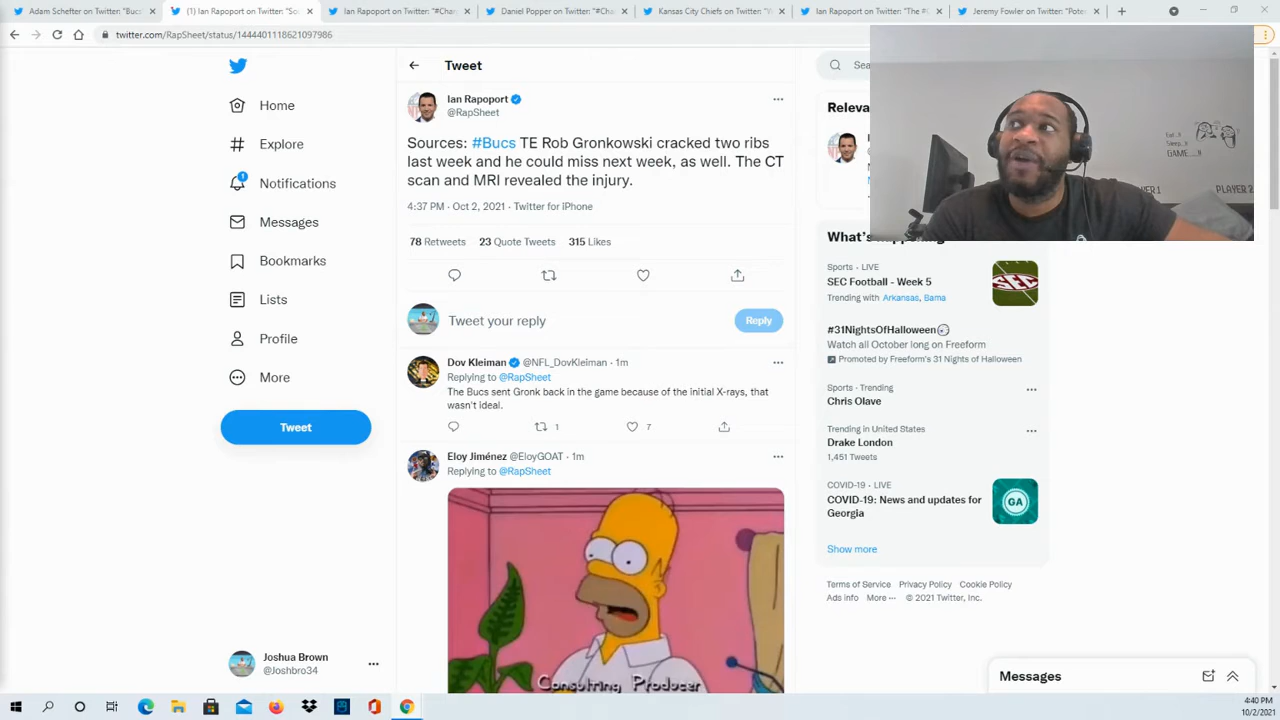 Adam Schefter on Twitter: "Bucs
(1) Ian Rapoport on Twitter: "So
Ian Rapoport on Twitter: "#Char
Daniel Popper on Twitter: "#Cha
Kansas City Chiefs on Twitter: "W
Ian Rapoport on Twitter: "The #C
Jeremy Fowler on Twitter: "Poter
twitter.com/RapSheet/status/1444401118621097986
Home
Explore
1
Notifications
Messages
Bookmarks
Lists
Profile
More
Tweet
Joshua Brown
@Joshbro34
Tweet
Ian Rapoport
@RapSheet
Sources: #Bucs TE Rob Gronkowski cracked two ribs
last week and he could miss next week, as well. The CT
scan and MRI revealed the injury.
4:37 PM · Oct 2, 2021 · Twitter for iPhone
78 Retweets 23 Quote Tweets 315 Likes
Tweet your reply
Reply
Dov Kleiman @NFL_DovKleiman · 1m
Replying to @RapSheet
The Bucs sent Gronk back in the game because of the initial X-rays, that
wasn't ideal.
1
7
Eloy Jiménez @EloyGOAT · 1m
Replying to @RapSheet
Consulting Producer
Sea
Releva
GAME
PLAYER 2
What's happening
Sports · LIVE
SEC Football - Week 5
Trending with Arkansas, Bama
SEC
#31NightsOfHalloween
Watch all October long on Freeform
Promoted by Freeform's 31 Nights of Halloween
Sports · Trending
Chris Olave
Trending in United States
Drake London
1,451 Tweets
COVID-19 · LIVE
COVID-19: News and updates for
Georgia
GA
Show more
Terms of Service Privacy Policy Cookie Policy
Ads info More ··· © 2021 Twitter, Inc.
Messages
4:40 PM
10/2/2021